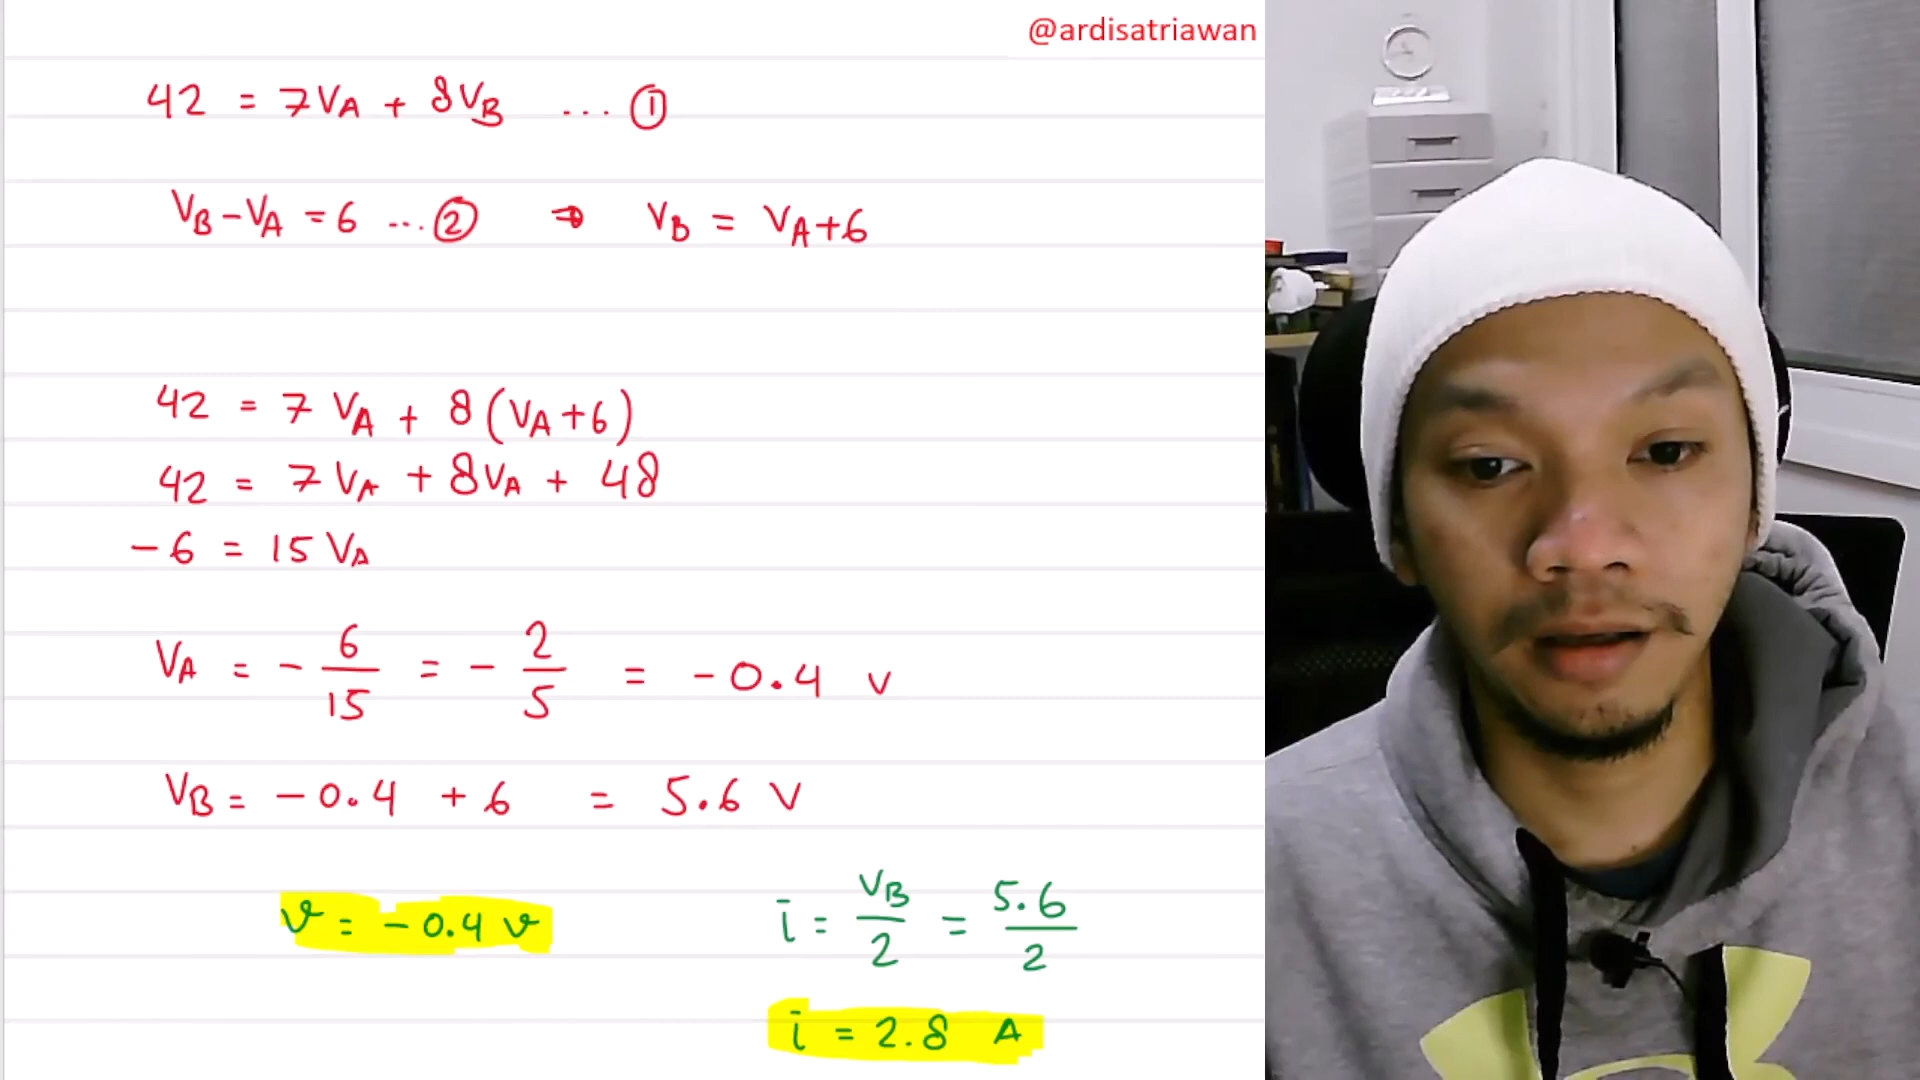 @ardisatriawan
42 = 7VA + 8VB ... ①
VB - VA = 6 ... ② ⇒ VB = VA + 6
42 = 7 VA + 8 (VA + 6)
42 = 7 VA + 8VA + 48
-6 = 15 VA
VA = - 6/15 = - 2/5 = -0.4 V
VB = -0.4 + 6 = 5.6 V
v = -0.4 v
i = VB/2 = 5.6/2
i = 2.8 A